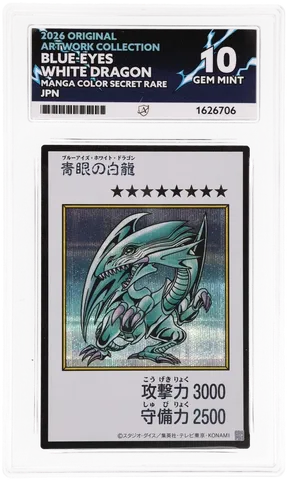 2026 ORIGINAL
ARTWORK COLLECTION
BLUE-EYES
WHITE DRAGON
MANGA COLOR SECRET RARE
JPN
10
GEM MINT
1626706
ブルーアイズ・ホワイト・ドラゴン
青眼の白龍
こうげきりょく
攻撃力 3000
しゅびりょく
守備力 2500
©スタジオ・ダイス/集英社・テレビ東京・KONAMI